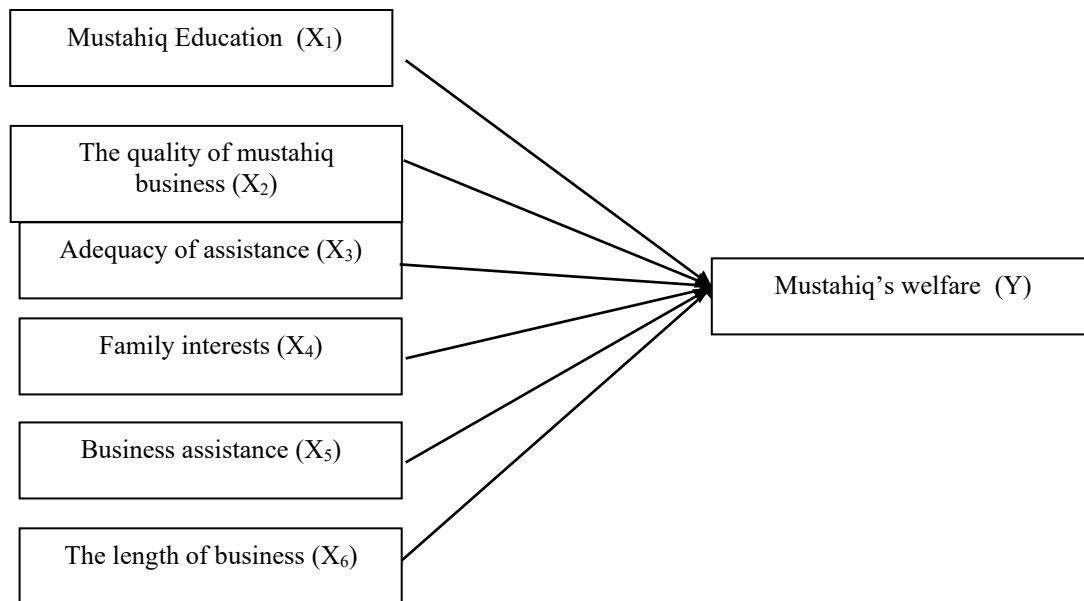 Mustahiq Education (X₁)
The quality of mustahiq
business (X₂)
Adequacy of assistance (X₃)
Family interests (X₄)
Business assistance (X₅)
The length of business (X₆)
Mustahiq’s welfare (Y)